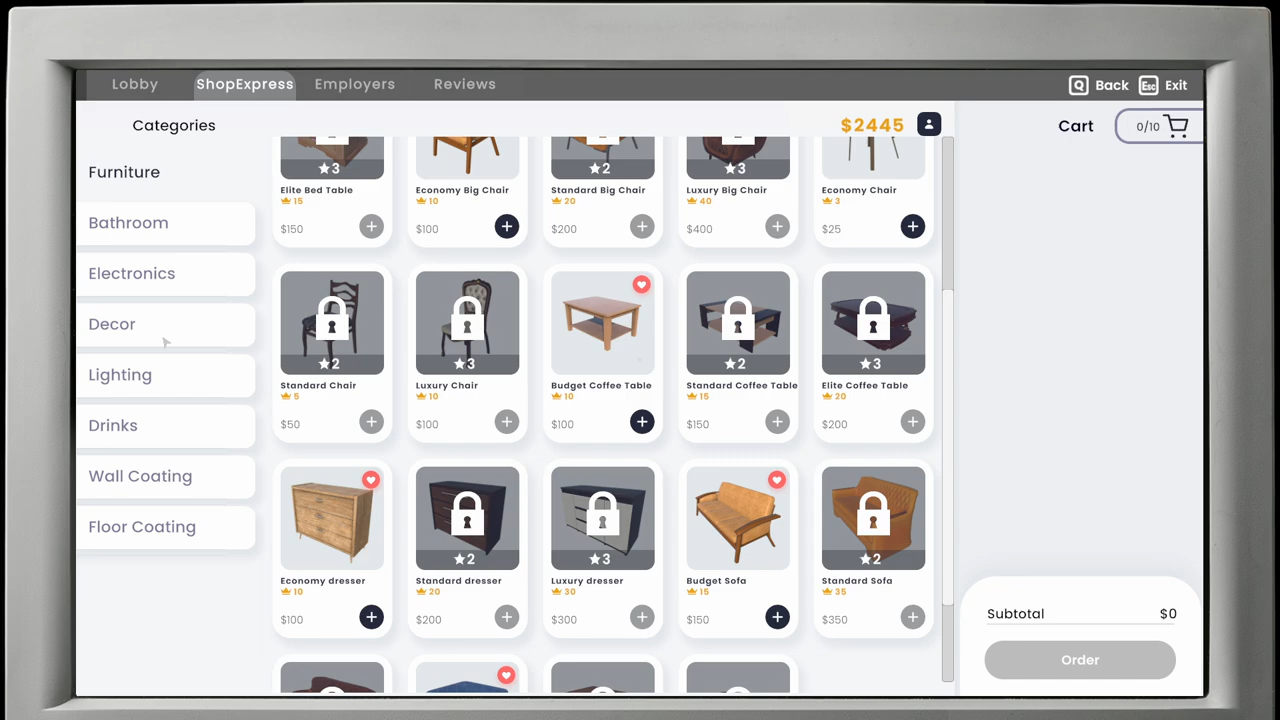 Lobby
ShopExpress
Employers
Reviews
Q Back
Esc Exit
Categories
$2445
Cart
0/10
Furniture
Bathroom
Electronics
Decor
Lighting
Drinks
Wall Coating
Floor Coating
3
Elite Bed Table
15
$150
Economy Big Chair
10
$100
2
Standard Big Chair
20
$200
3
Luxury Big Chair
40
$400
Economy Chair
3
$25
2
Standard Chair
5
$50
3
Luxury Chair
10
$100
Budget Coffee Table
10
$100
2
Standard Coffee Table
15
$150
3
Elite Coffee Table
20
$200
Economy dresser
10
$100
2
Standard dresser
20
$200
3
Luxury dresser
30
$300
Budget Sofa
15
$150
2
Standard Sofa
35
$350
Subtotal $0
Order